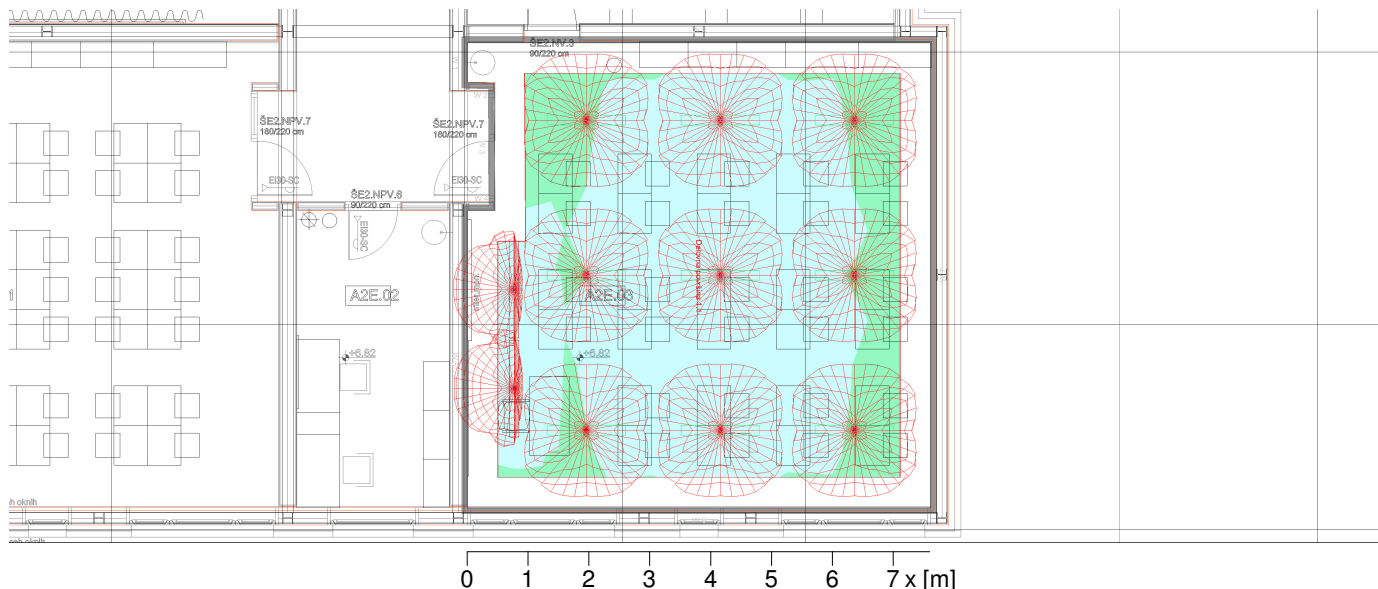 ŠE2.NV.3
90/220 cm
ŠE2.NPV.7
180/220 cm
ŠE2.NPV.7
180/220 cm
EI30-SC
EI30-SC
ŠE2.NPV.6
90/220 cm
EI30-SC
A2E.02
A2E.03
+6.82
+6.82
0 1 2 3 4 5 6 7 x [m]